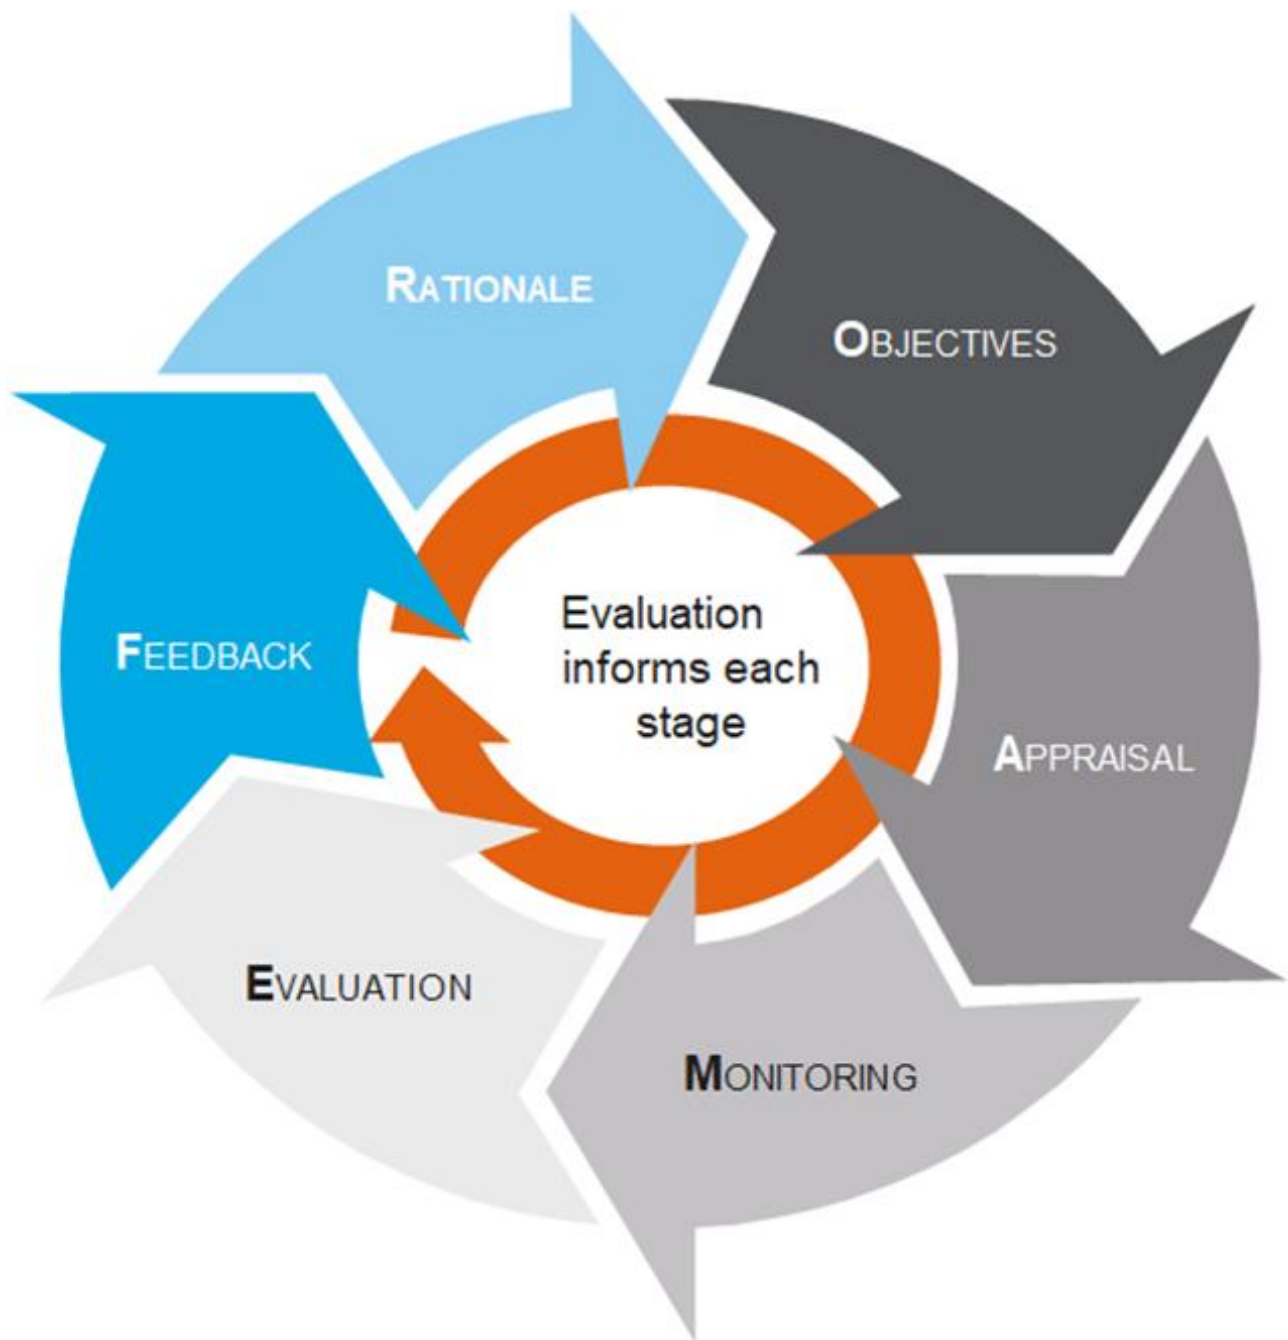 RATIONALE
OBJECTIVES
APPRAISAL
MONITORING
EVALUATION
FEEDBACK
Evaluation
informs each
stage